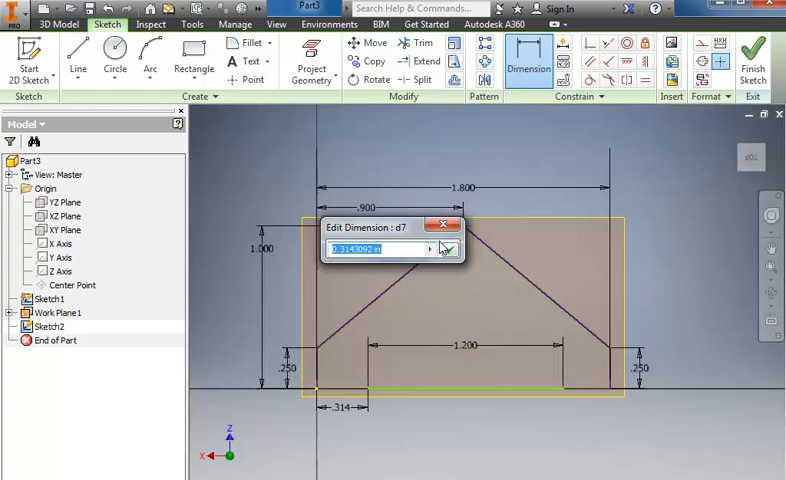 Part3
Sign In
PRO
3D Model Sketch Inspect Tools Manage View Environments BIM Get Started Autodesk A360
Start
2D Sketch
Line
Circle
Arc
Rectangle
Fillet
Text
Point
Project
Geometry
Move
Copy
Rotate
Trim
Extend
Split
Dimension
Finish
Sketch
Sketch
Create
Modify
Pattern
Constrain
Insert
Format
Exit
Model
Part3
View: Master
Origin
YZ Plane
XZ Plane
XY Plane
X Axis
Y Axis
Z Axis
Center Point
Sketch1
Work Plane1
Sketch2
End of Part
TOP
1.800
.900
Edit Dimension : d7
0.3143092 in
1.000
1.200
.250
.250
.314
Z
X